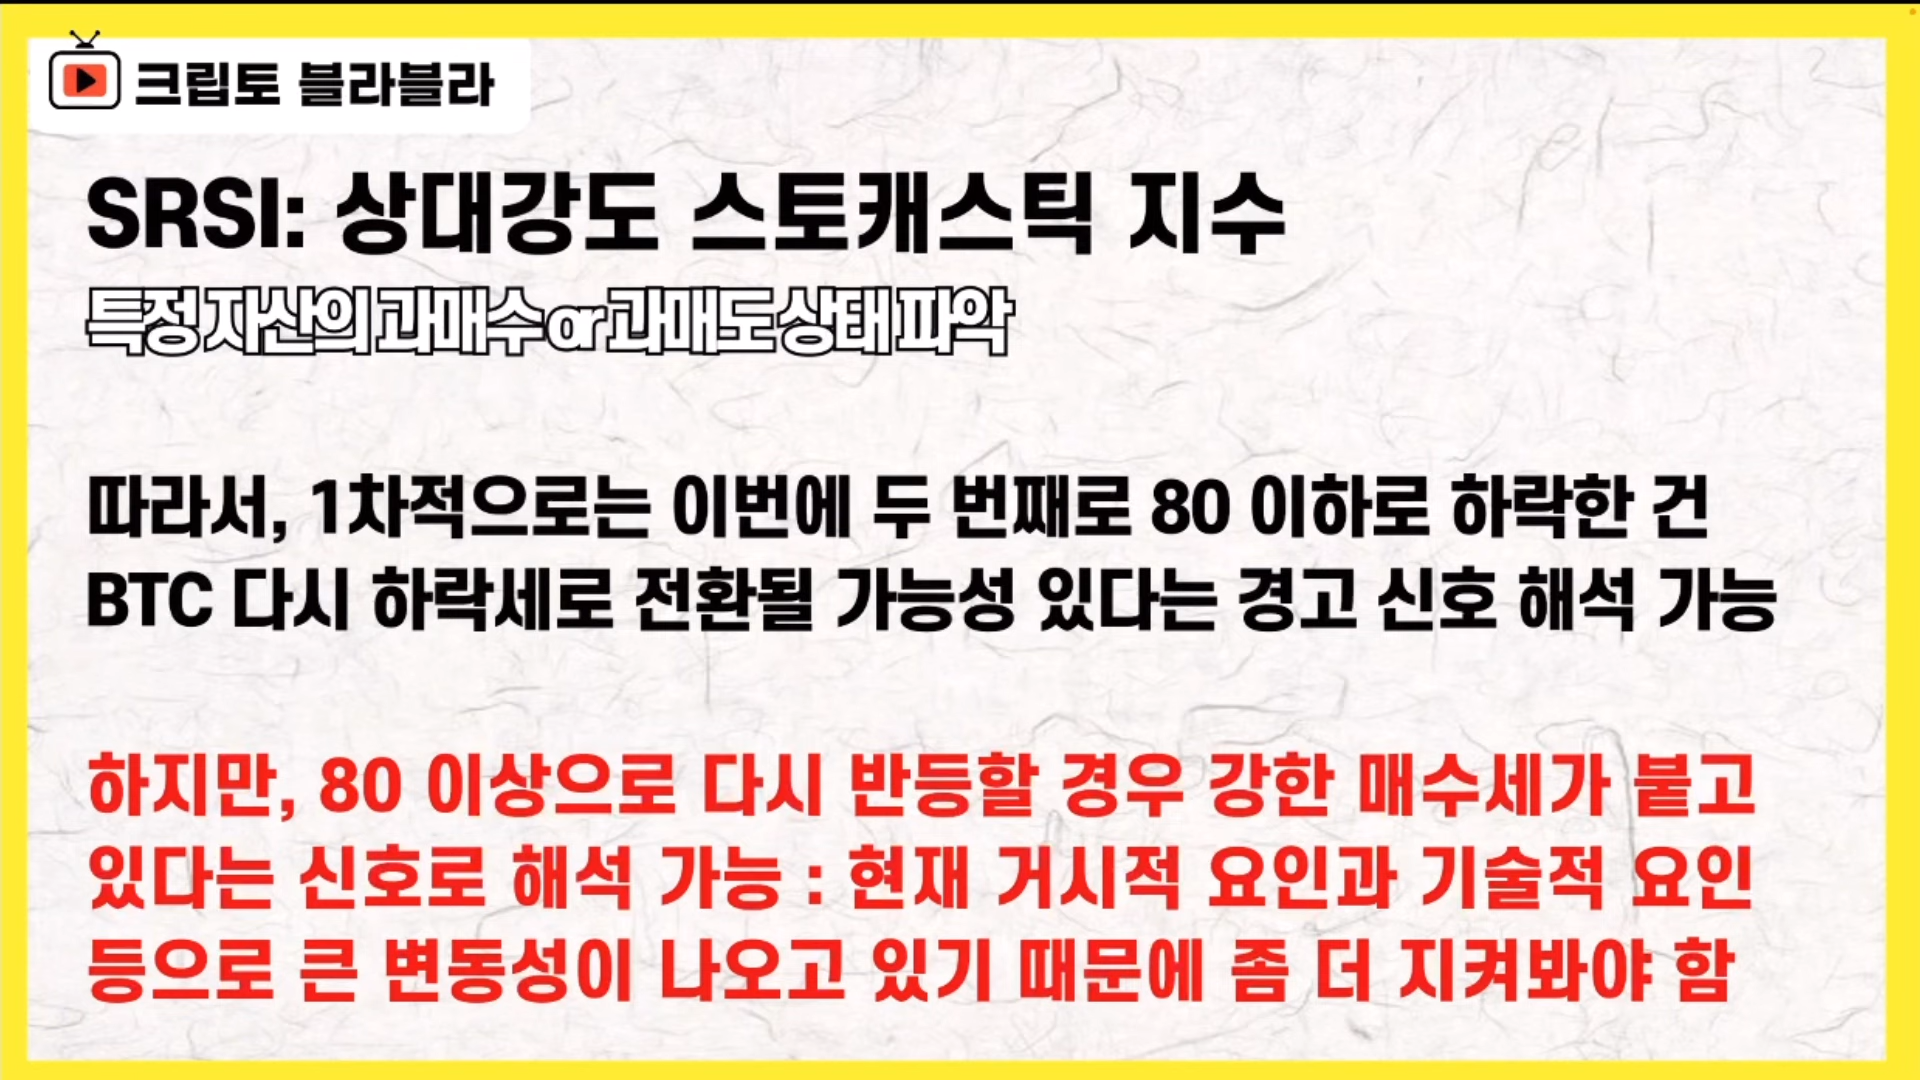 크립토 블라블라
SRSI: 상대강도 스토캐스틱 지수
특정 자산의 과매수 or 과매도 상태 파악
따라서, 1차적으로는 이번에 두 번째로 80 이하로 하락한 건
BTC 다시 하락세로 전환될 가능성 있다는 경고 신호 해석 가능
하지만, 80 이상으로 다시 반등할 경우 강한 매수세가 붙고
있다는 신호로 해석 가능 : 현재 거시적 요인과 기술적 요인
등으로 큰 변동성이 나오고 있기 때문에 좀 더 지켜봐야 함